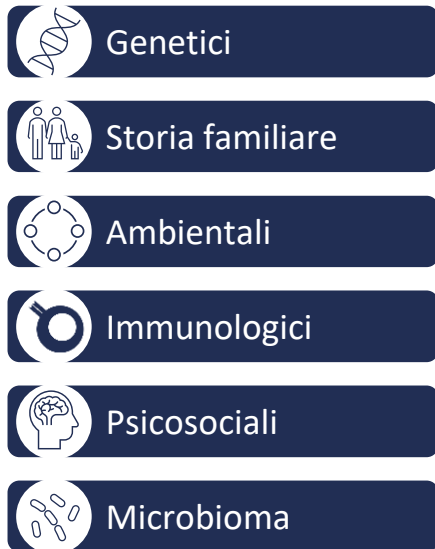 Genetici
Storia familiare
Ambientali
Immunologici
Psicosociali
Microbioma